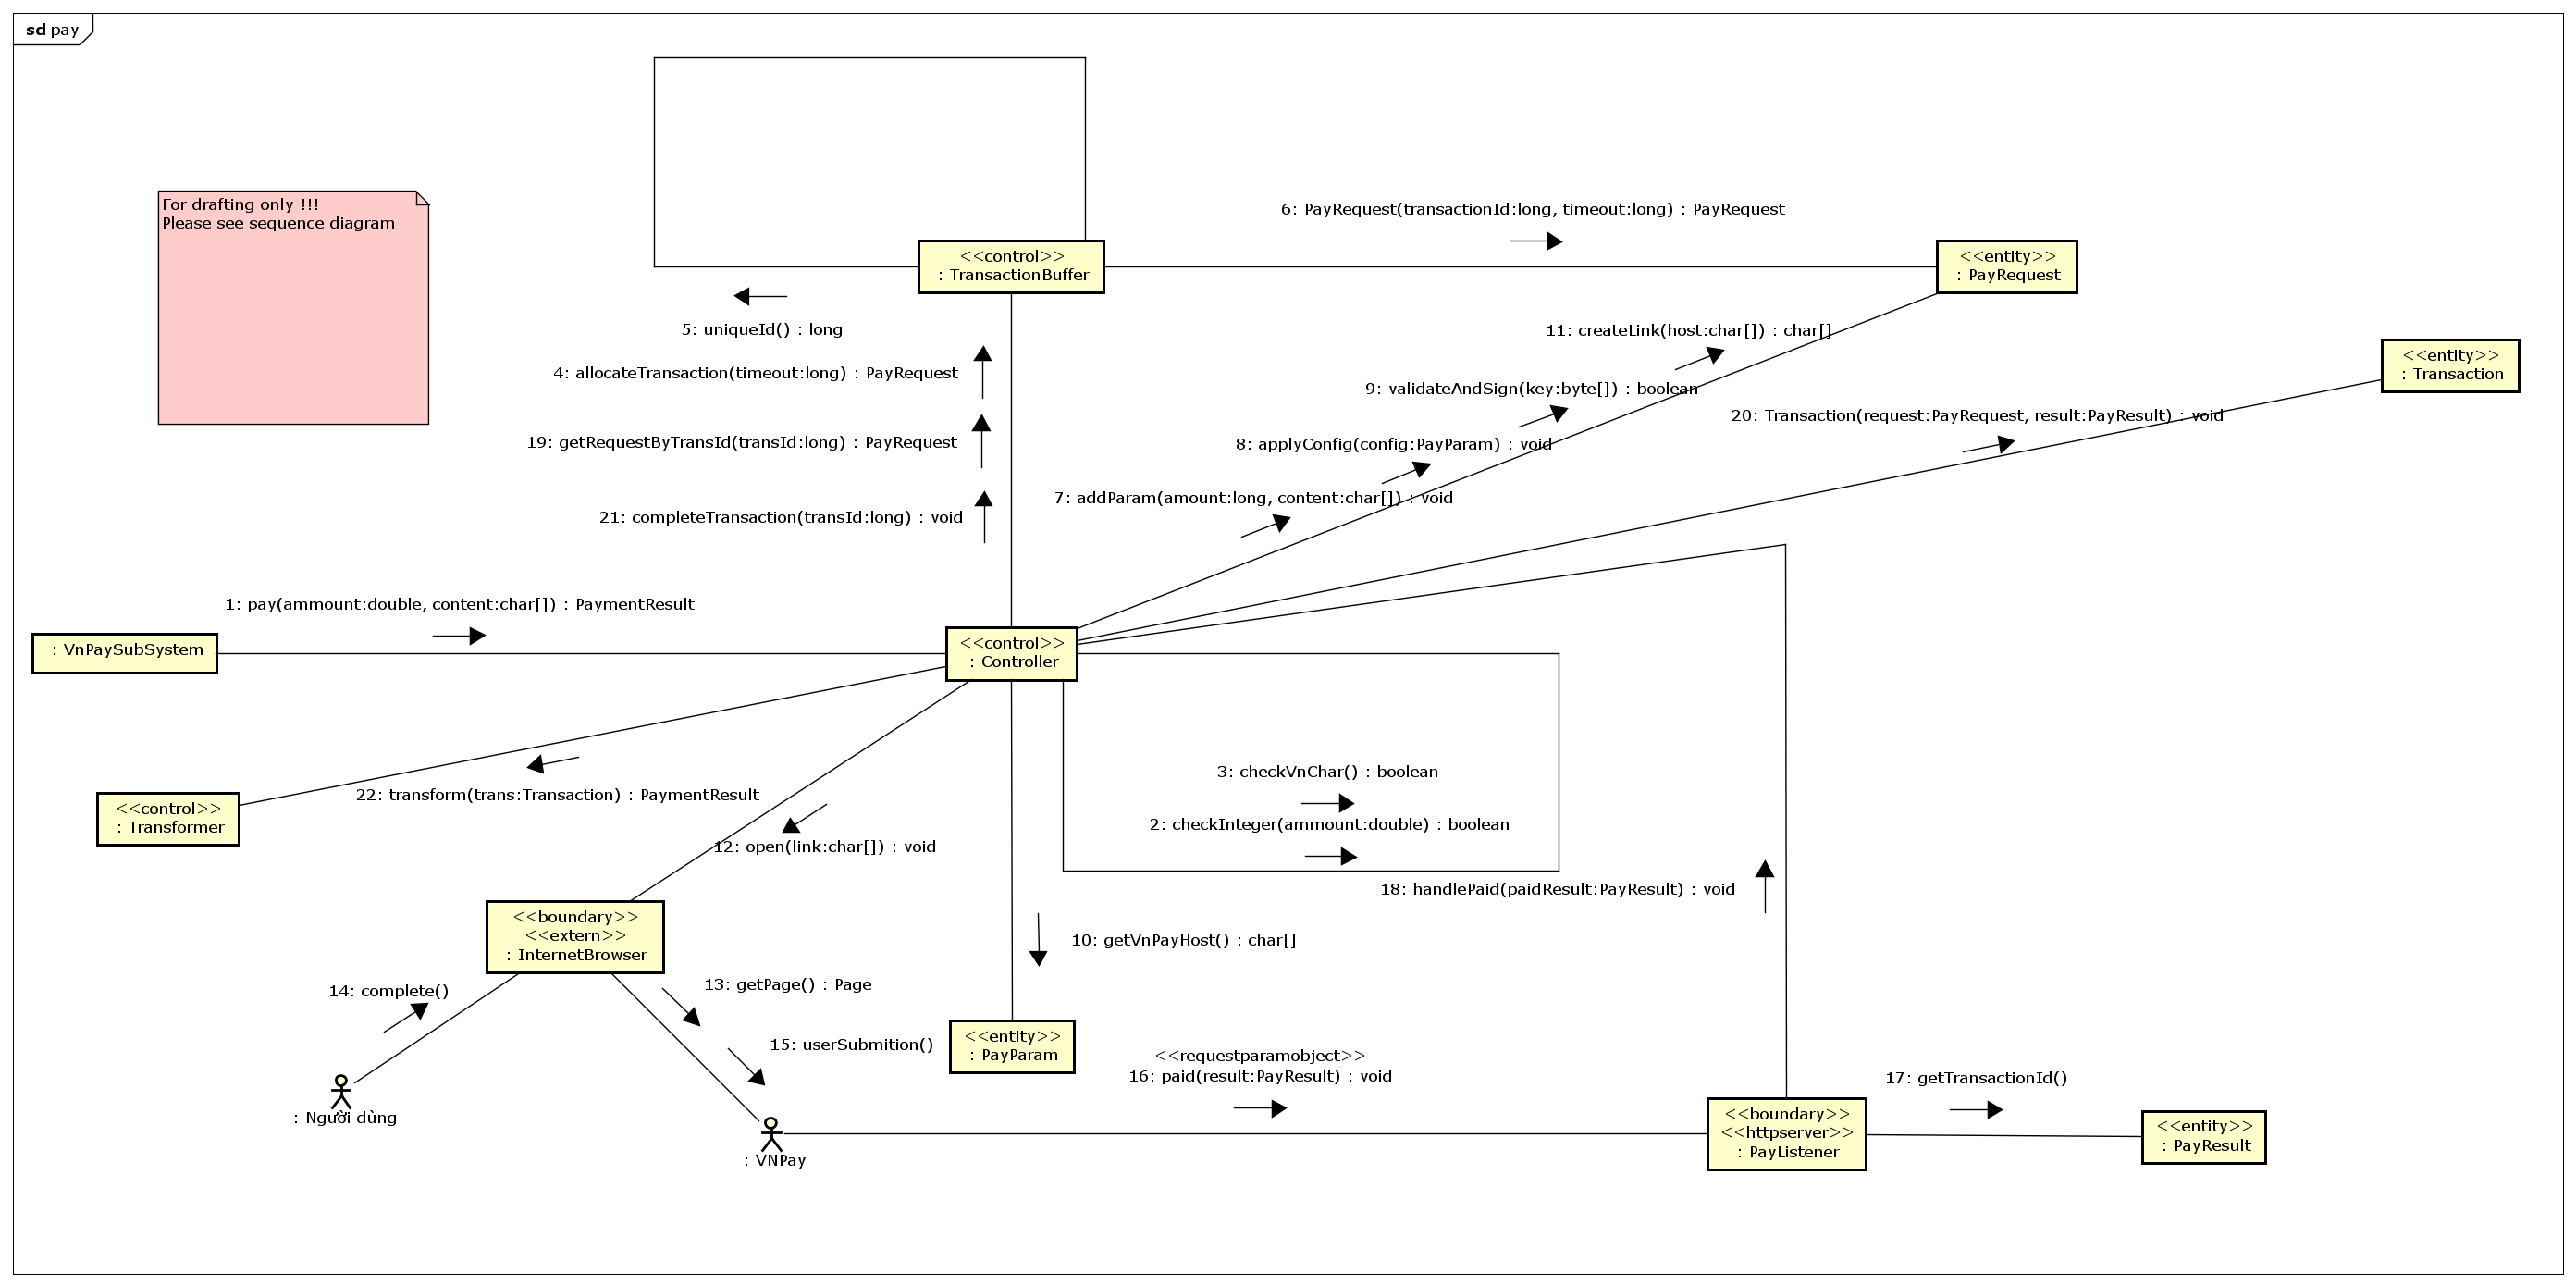 sd pay
For drafting only !!!
Please see sequence diagram
6: PayRequest(transactionId:long, timeout:long) : PayRequest
<<control>>
: TransactionBuffer
<<entity>>
: PayRequest
5: uniqueId() : long
11: createLink(host:char[]) : char[]
<<entity>>
: Transaction
4: allocateTransaction(timeout:long) : PayRequest
9: validateAndSign(key:byte[]) : boolean
20: Transaction(request:PayRequest, result:PayResult) : void
19: getRequestByTransId(transId:long) : PayRequest
8: applyConfig(config:PayParam) : void
7: addParam(amount:long, content:char[]) : void
21: completeTransaction(transId:long) : void
1: pay(ammount:double, content:char[]) : PaymentResult
: VnPaySubSystem
<<control>>
: Controller
3: checkVnChar() : boolean
22: transform(trans:Transaction) : PaymentResult
<<control>>
: Transformer
2: checkInteger(ammount:double) : boolean
12: open(link:char[]) : void
18: handlePaid(paidResult:PayResult) : void
<<boundary>>
<<extern>>
: InternetBrowser
10: getVnPayHost() : char[]
14: complete()
13: getPage() : Page
15: userSubmition()
<<entity>>
: PayParam
<<requestparamobject>>
16: paid(result:PayResult) : void
17: getTransactionId()
: Người dùng
: VNPay
<<boundary>>
<<httpserver>>
: PayListener
<<entity>>
: PayResult